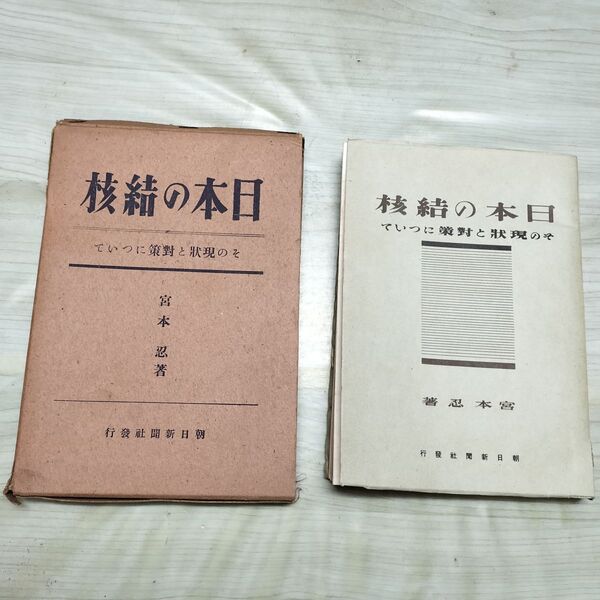 日本の結核
その現狀と對策について
宮本忍著
朝日新聞社發行
日本の結核
その現狀と對策について
宮本忍著
朝日新聞社發行